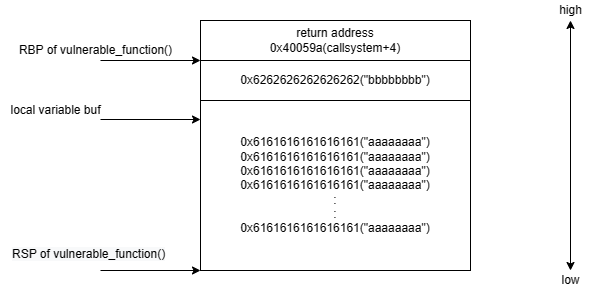 high
return address
0x40059a(callsystem+4)
RBP of vulnerable_function()
0x6262626262626262("bbbbbbbb")
local variable buf
0x6161616161616161("aaaaaaaa")
0x6161616161616161("aaaaaaaa")
0x6161616161616161("aaaaaaaa")
0x6161616161616161("aaaaaaaa")
:
:
0x6161616161616161("aaaaaaaa")
RSP of vulnerable_function()
low